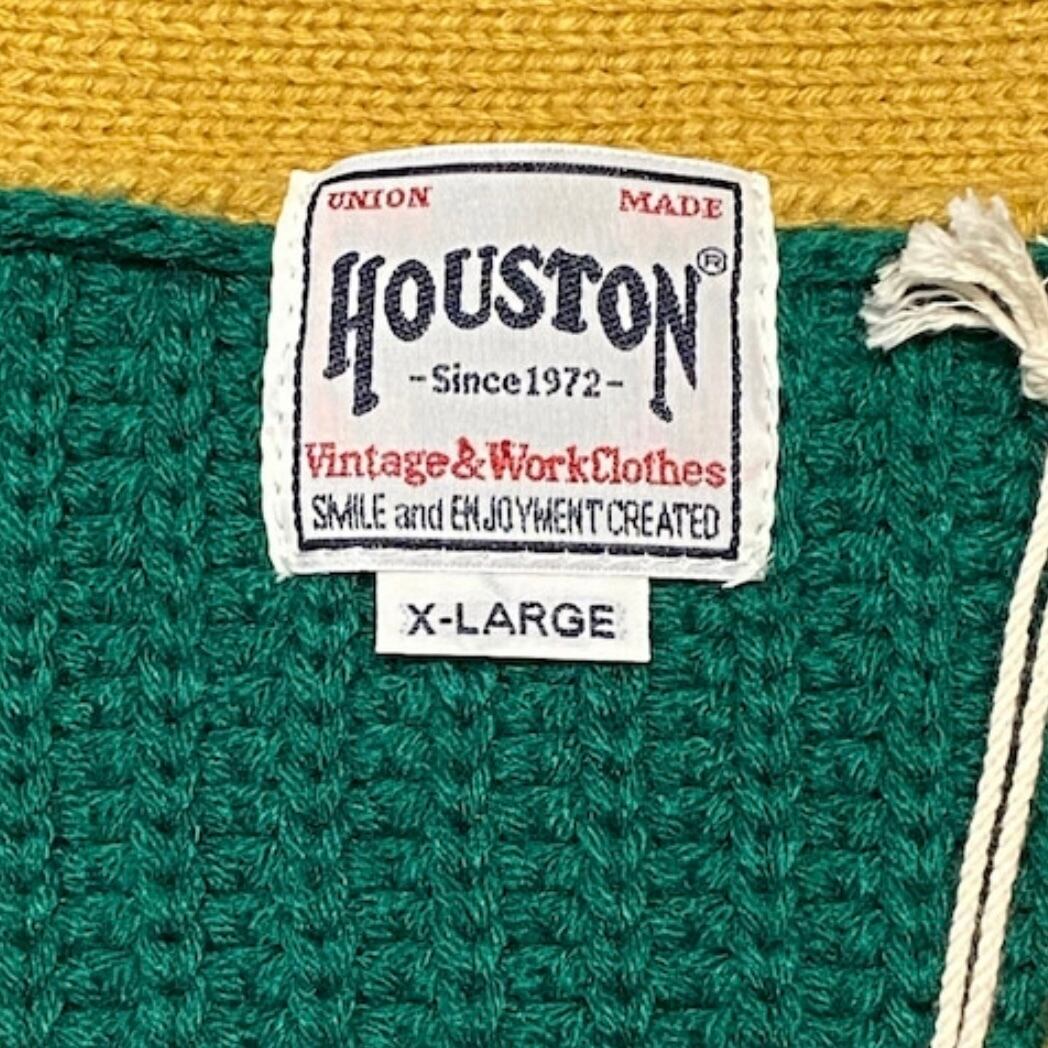 UNION MADE
HOUSTON®
-Since1972-
Vintage&WorkClothes
SMILE and ENJOYMENT CREATED
X-LARGE